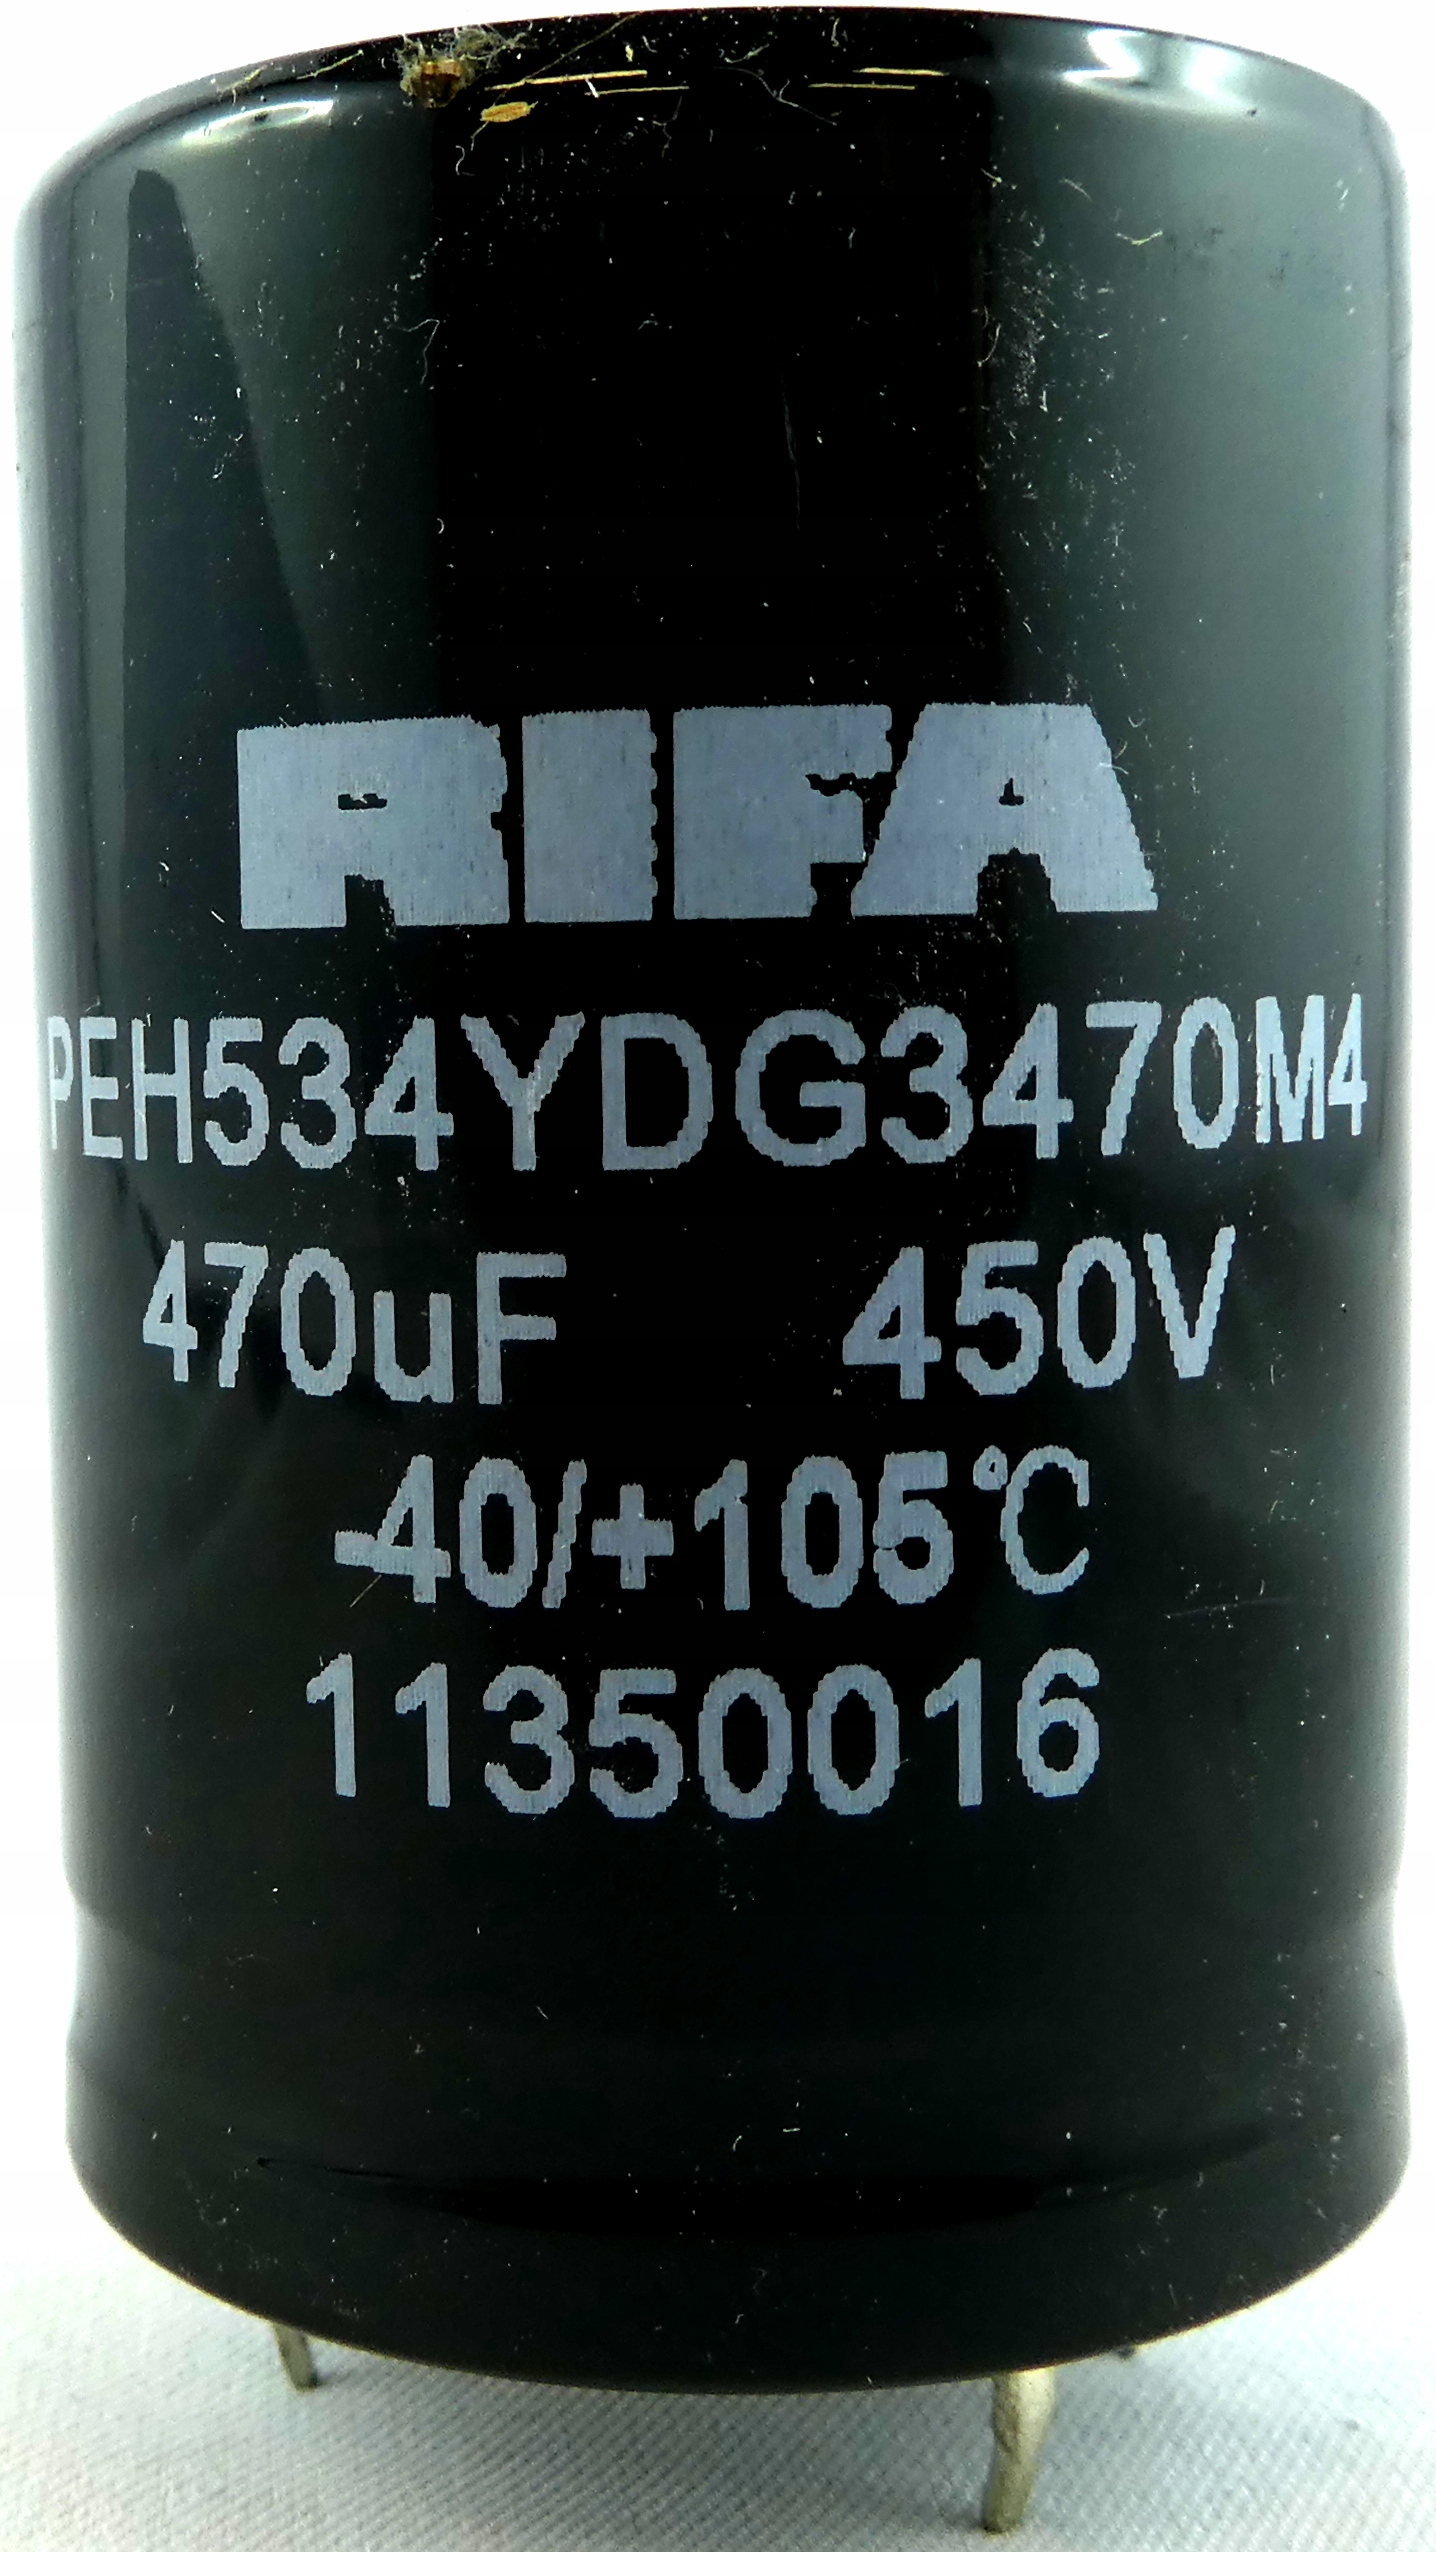 RIFA
PEH534YDG3470M4
470uF 450V
-40/+105℃
11350016